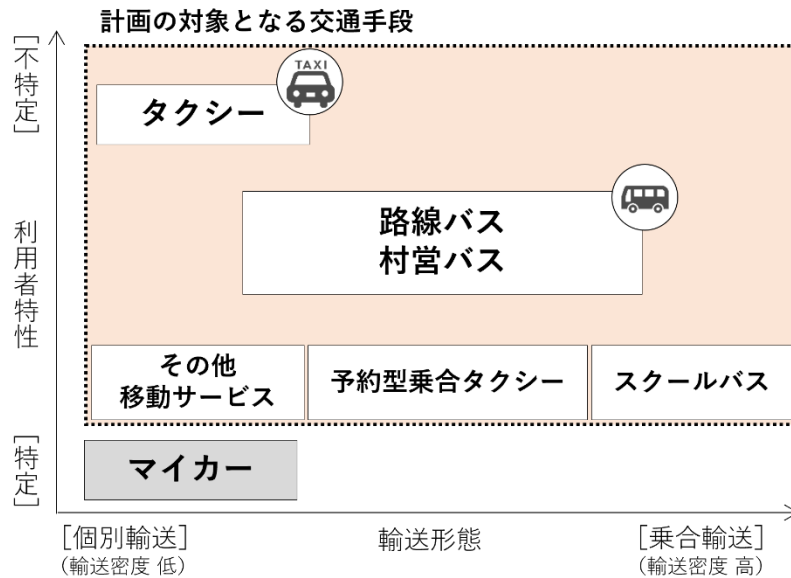 計画の対象となる交通手段
[不特定]
利用者特性
[特定]
TAXI
タクシー
路線バス
村営バス
その他
移動サービス
予約型乗合タクシー
スクールバス
マイカー
[個別輸送]
(輸送密度 低)
輸送形態
[乗合輸送]
(輸送密度 高)